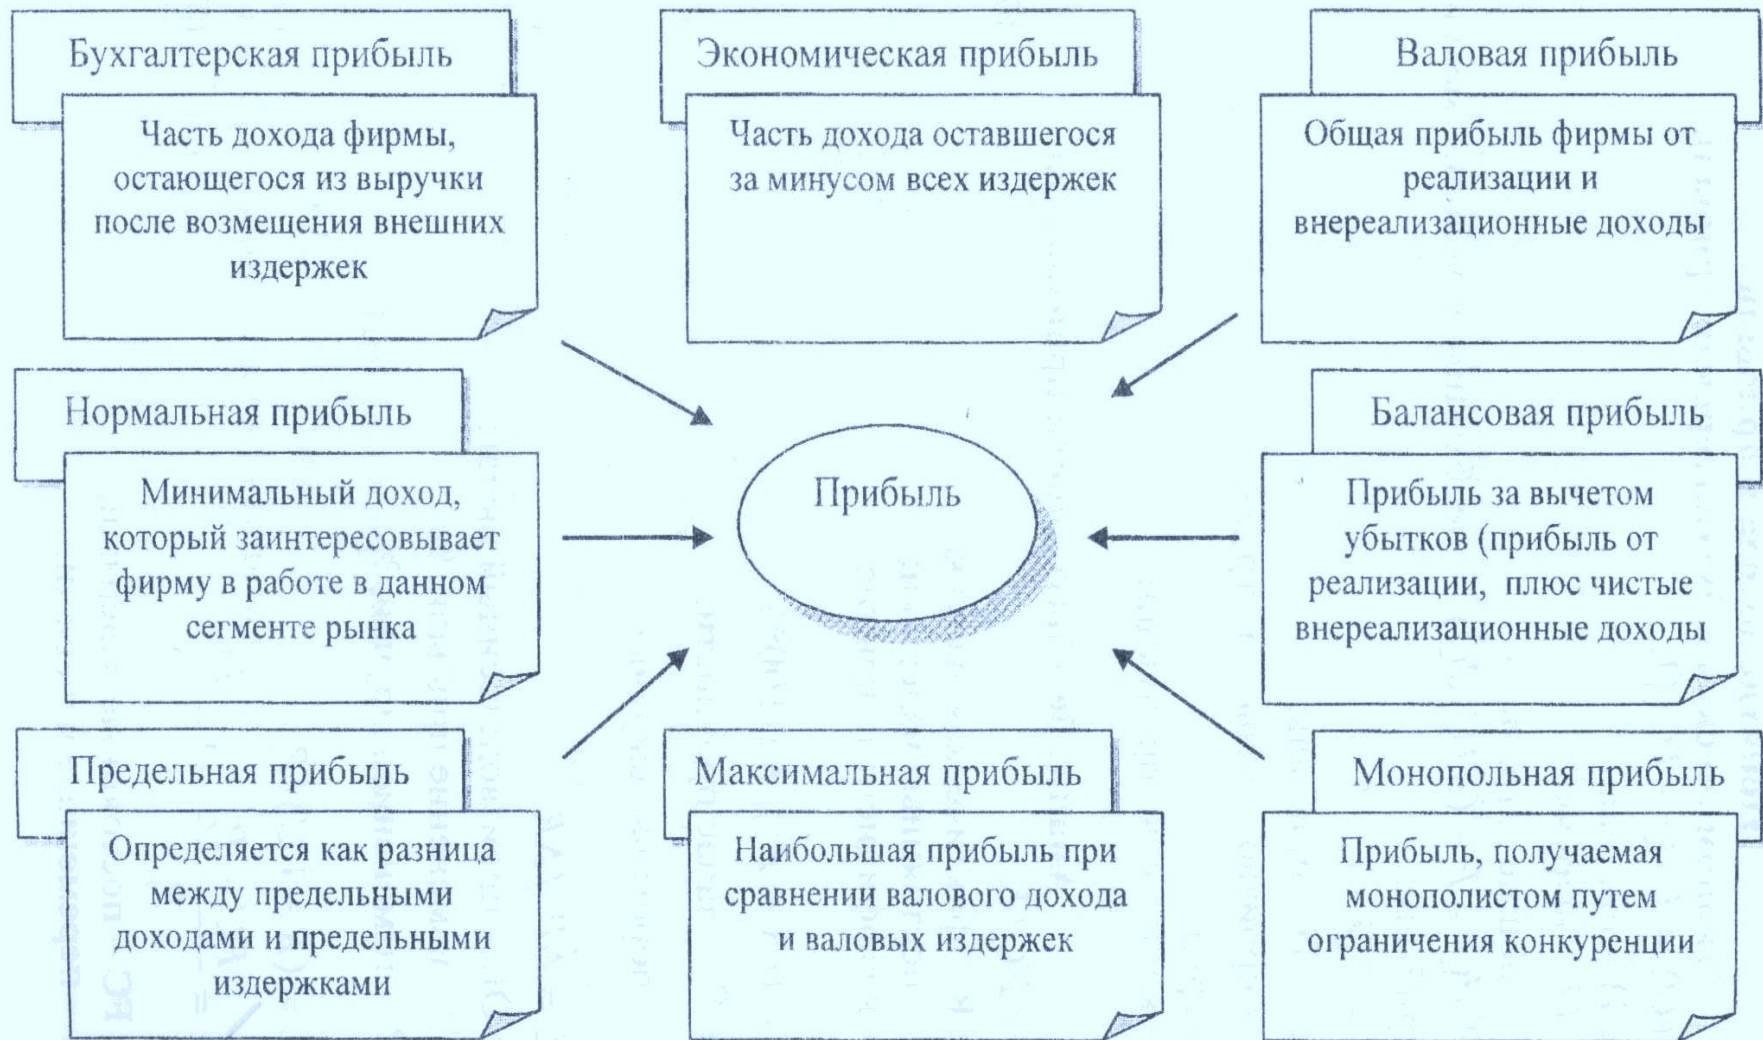 Бухгалтерская прибыль
Часть дохода фирмы,
остающегося из выручки
после возмещения внешних
издержек
Экономическая прибыль
Часть дохода оставшегося
за минусом всех издержек
Валовая прибыль
Общая прибыль фирмы от
реализации и
внереализационные доходы
Нормальная прибыль
Минимальный доход,
который заинтересовывает
фирму в работе в данном
сегменте рынка
Прибыль
Балансовая прибыль
Прибыль за вычетом
убытков (прибыль от
реализации, плюс чистые
внереализационные доходы
Предельная прибыль
Определяется как разница
между предельными
доходами и предельными
издержками
Максимальная прибыль
Наибольшая прибыль при
сравнении валового дохода
и валовых издержек
Монопольная прибыль
Прибыль, получаемая
монополистом путем
ограничения конкуренции